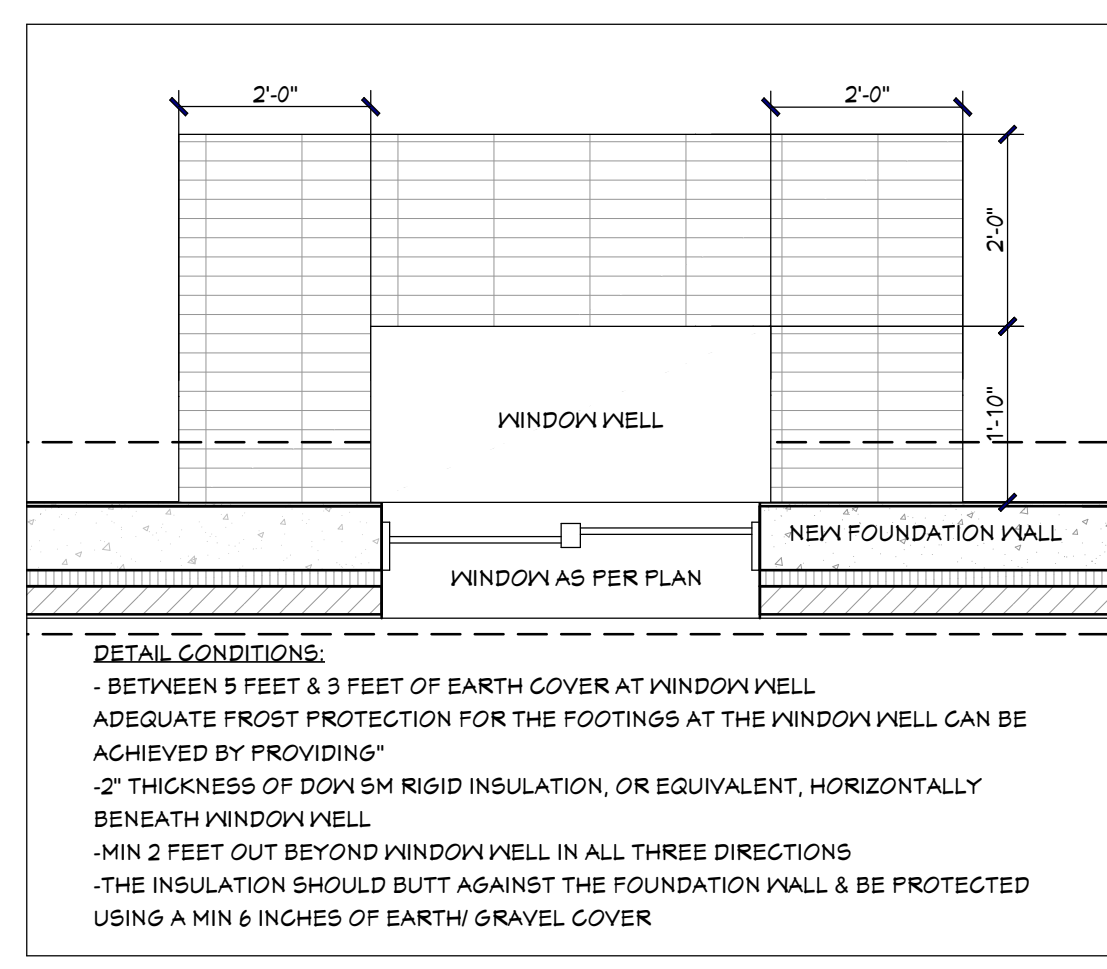 2'-0" 2'-0"
2'-0"
WINDOW WELL
1'-10"
NEW FOUNDATION WALL
WINDOW AS PER PLAN
DETAIL CONDITIONS:
- BETWEEN 5 FEET & 3 FEET OF EARTH COVER AT WINDOW WELL
ADEQUATE FROST PROTECTION FOR THE FOOTINGS AT THE WINDOW WELL CAN BE
ACHIEVED BY PROVIDING"
-2" THICKNESS OF DOW SM RIGID INSULATION, OR EQUIVALENT, HORIZONTALLY
BENEATH WINDOW WELL
-MIN 2 FEET OUT BEYOND WINDOW WELL IN ALL THREE DIRECTIONS
-THE INSULATION SHOULD BUTT AGAINST THE FOUNDATION WALL & BE PROTECTED
USING A MIN 6 INCHES OF EARTH/ GRAVEL COVER